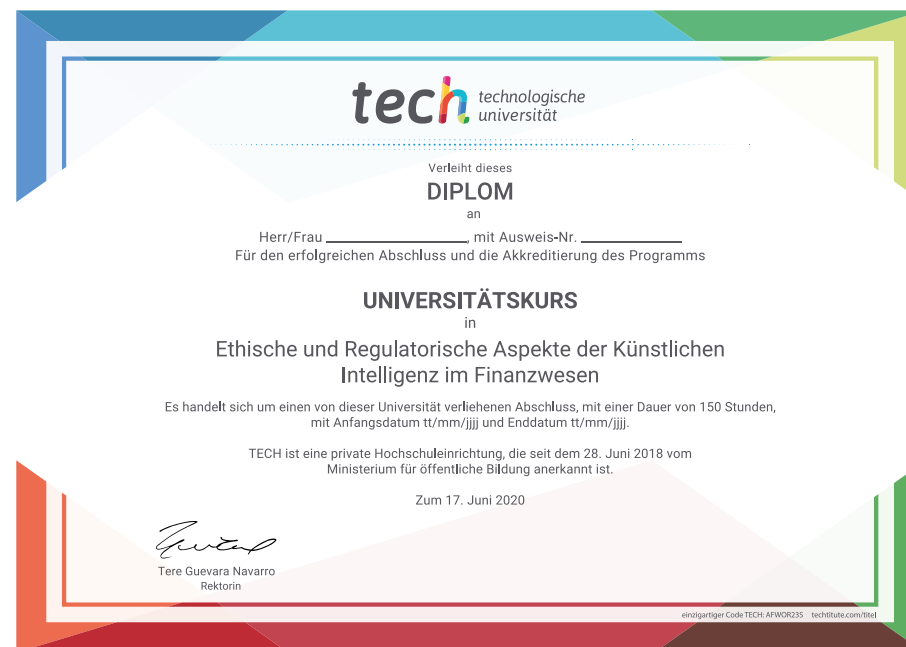 tech technologische
universität
Verleiht dieses
DIPLOM
an
Herr/Frau ____________, mit Ausweis-Nr. ____________
Für den erfolgreichen Abschluss und die Akkreditierung des Programms
UNIVERSITÄTSKURS
in
Ethische und Regulatorische Aspekte der Künstlichen
Intelligenz im Finanzwesen
Es handelt sich um einen von dieser Universität verliehenen Abschluss, mit einer Dauer von 150 Stunden,
mit Anfangsdatum tt/mm/jjjj und Enddatum tt/mm/jjjj.
TECH ist eine private Hochschuleinrichtung, die seit dem 28. Juni 2018 vom
Ministerium für öffentliche Bildung anerkannt ist.
Zum 17. Juni 2020
Tere Guevara Navarro
Rektorin
einzigartiger Code TECH: AFWOR235 techtitute.com/titel